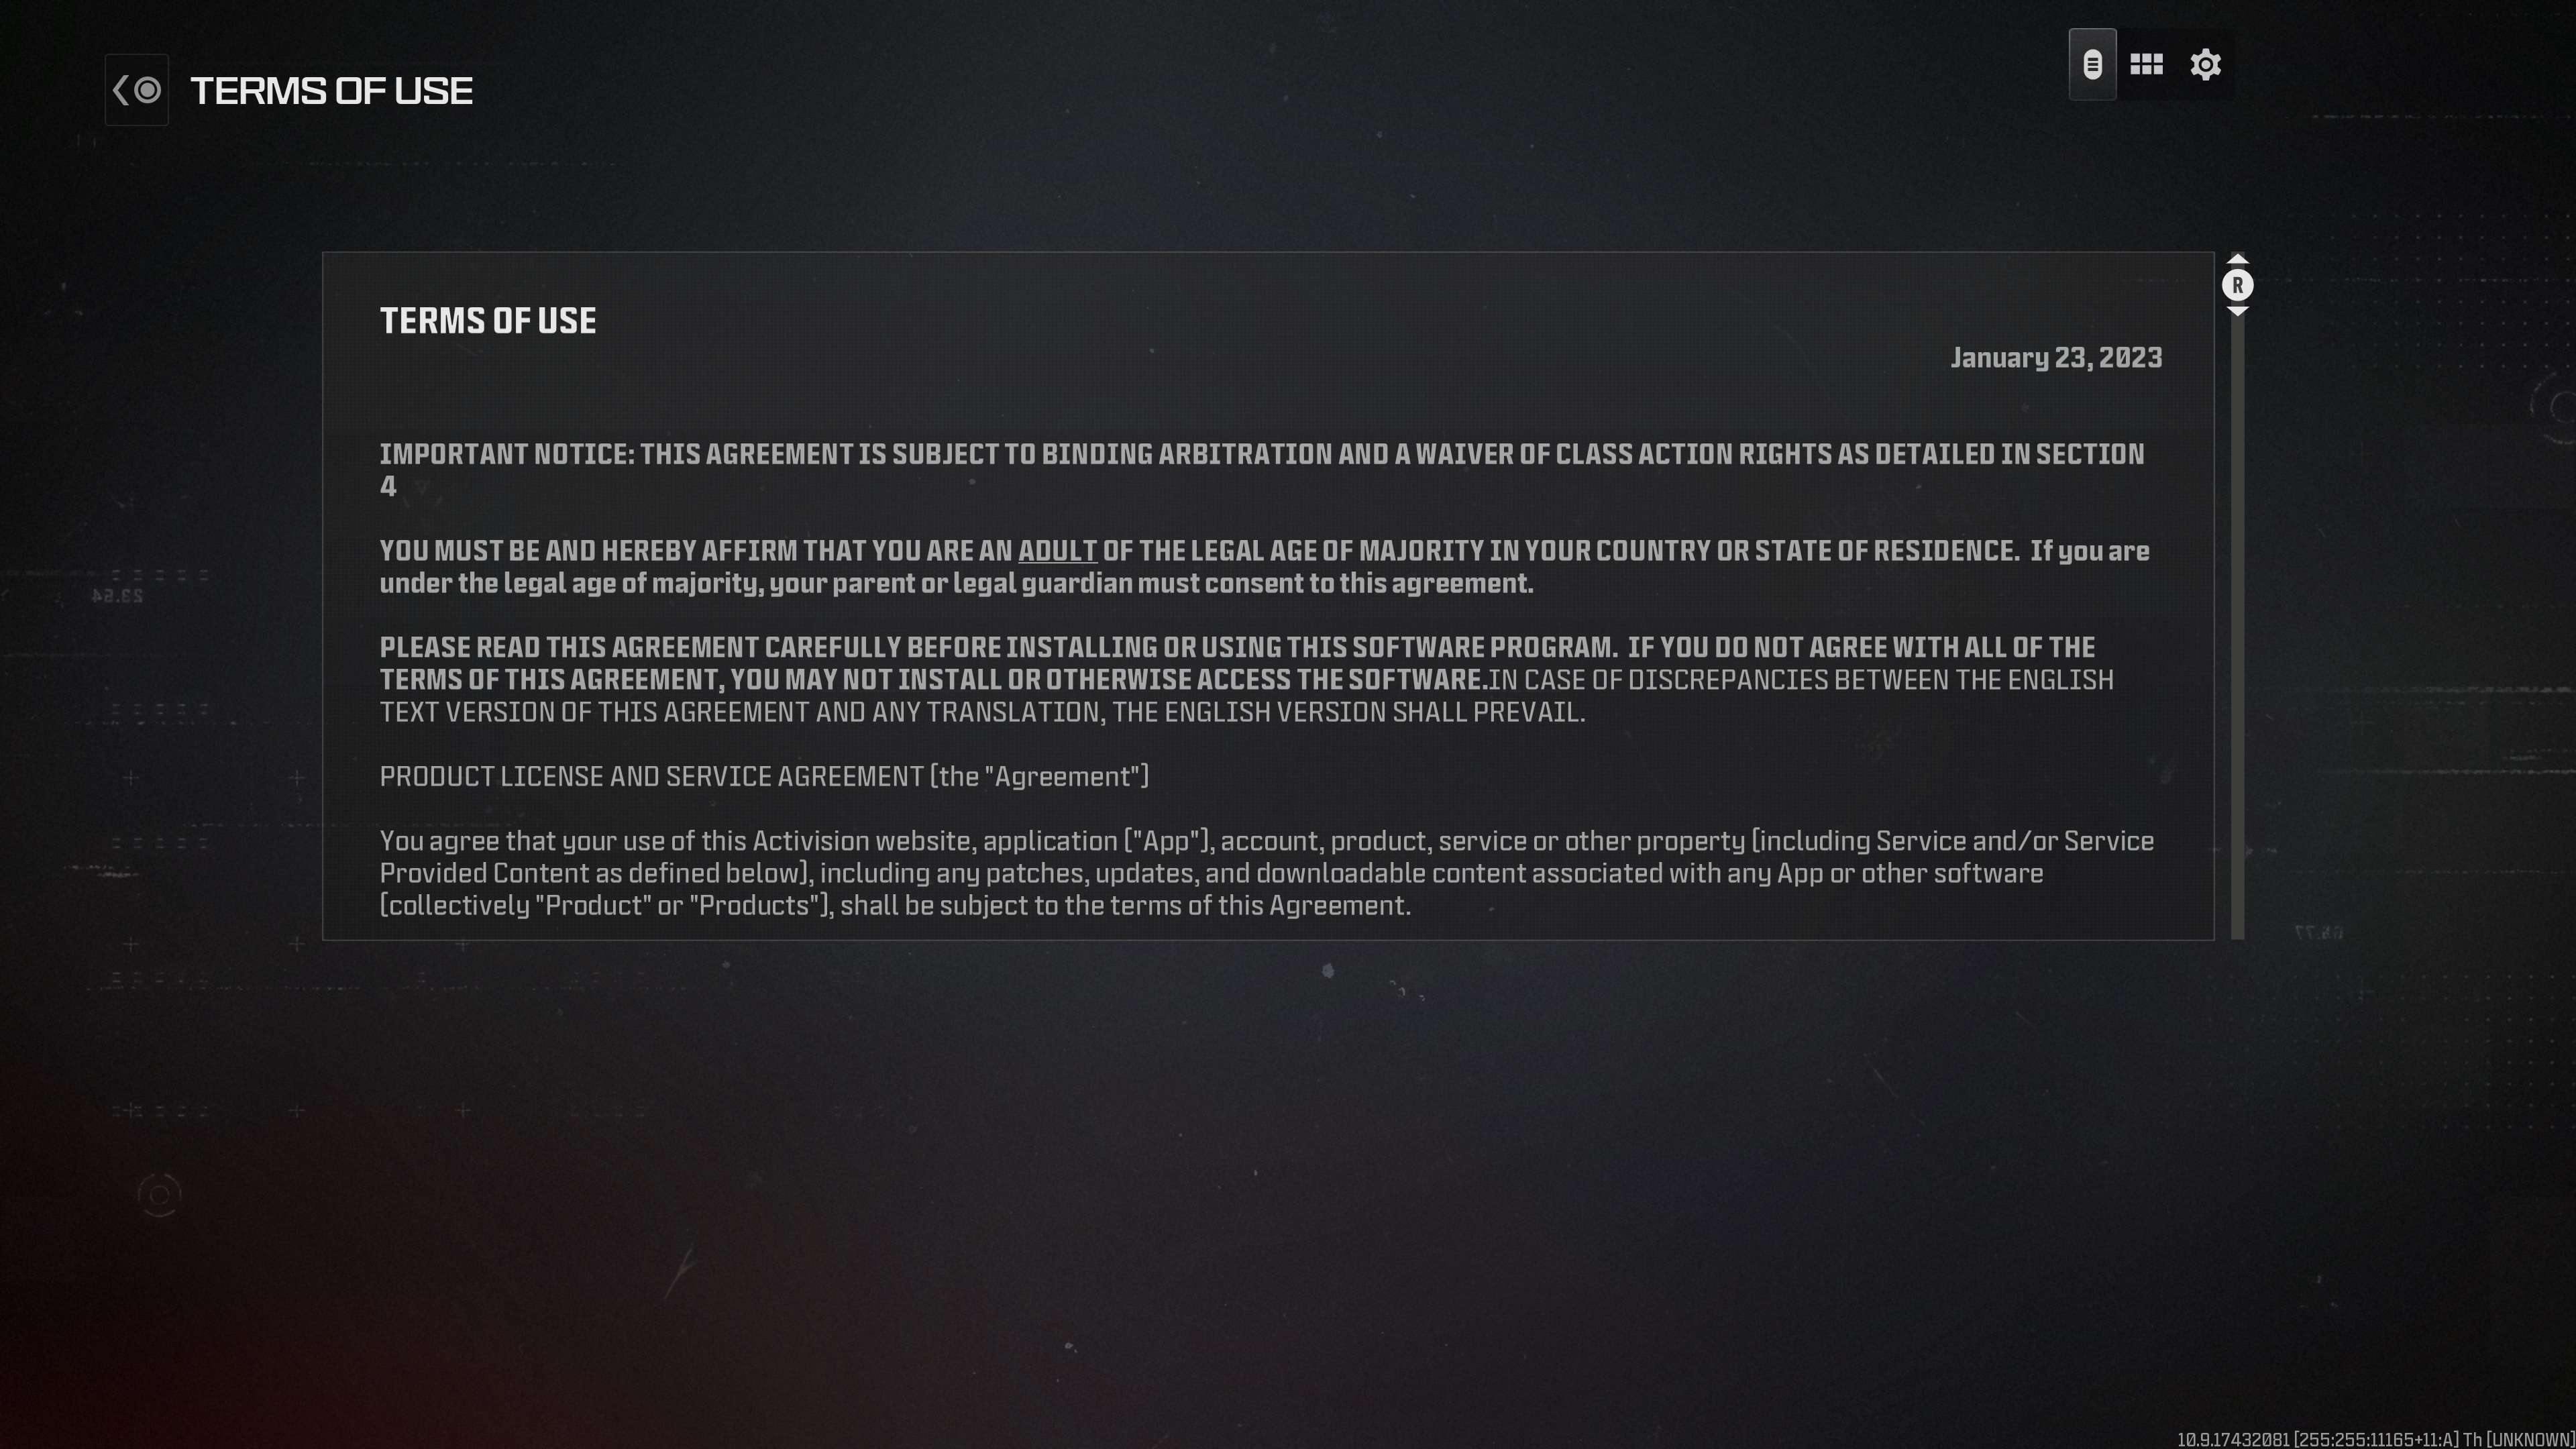 TERMS OF USE
TERMS OF USE
R
January 23, 2023
IMPORTANT NOTICE: THIS AGREEMENT IS SUBJECT TO BINDING ARBITRATION AND A WAIVER OF CLASS ACTION RIGHTS AS DETAILED IN SECTION
4
YOU MUST BE AND HEREBY AFFIRM THAT YOU ARE AN ADULT OF THE LEGAL AGE OF MAJORITY IN YOUR COUNTRY OR STATE OF RESIDENCE. If you are
under the legal age of majority, your parent or legal guardian must consent to this agreement.
23.54
PLEASE READ THIS AGREEMENT CAREFULLY BEFORE INSTALLING OR USING THIS SOFTWARE PROGRAM. IF YOU DO NOT AGREE WITH ALL OF THE
TERMS OF THIS AGREEMENT, YOU MAY NOT INSTALL OR OTHERWISE ACCESS THE SOFTWARE.IN CASE OF DISCREPANCIES BETWEEN THE ENGLISH
TEXT VERSION OF THIS AGREEMENT AND ANY TRANSLATION, THE ENGLISH VERSION SHALL PREVAIL.
PRODUCT LICENSE AND SERVICE AGREEMENT (the "Agreement")
You agree that your use of this Activision website, application ("App"), account, product, service or other property (including Service and/or Service
Provided Content as defined below), including any patches, updates, and downloadable content associated with any App or other software
(collectively "Product" or "Products"), shall be subject to the terms of this Agreement.
10.9.17432081 [255:255:11165+11:A] Th [UNKNOWN]